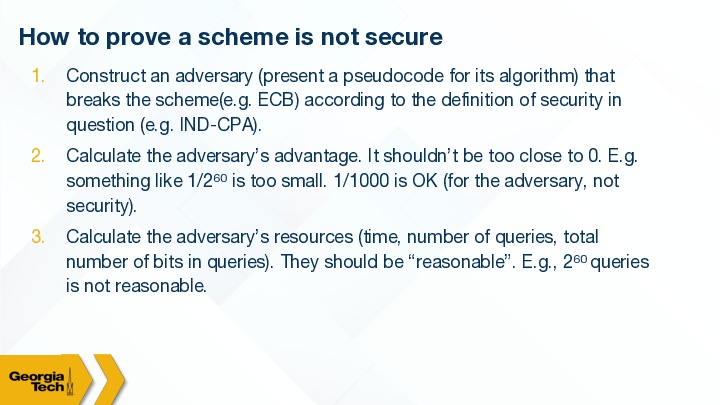 How to prove a scheme is not secure
1. Construct an adversary (present a pseudocode for its algorithm) that
breaks the scheme(e.g. ECB) according to the definition of security in
question (e.g. IND-CPA).
2. Calculate the adversary’s advantage. It shouldn’t be too close to 0. E.g.
something like 1/2⁶⁰ is too small. 1/1000 is OK (for the adversary, not
security).
3. Calculate the adversary’s resources (time, number of queries, total
number of bits in queries). They should be “reasonable”. E.g., 2⁶⁰ queries
is not reasonable.
Georgia
Tech